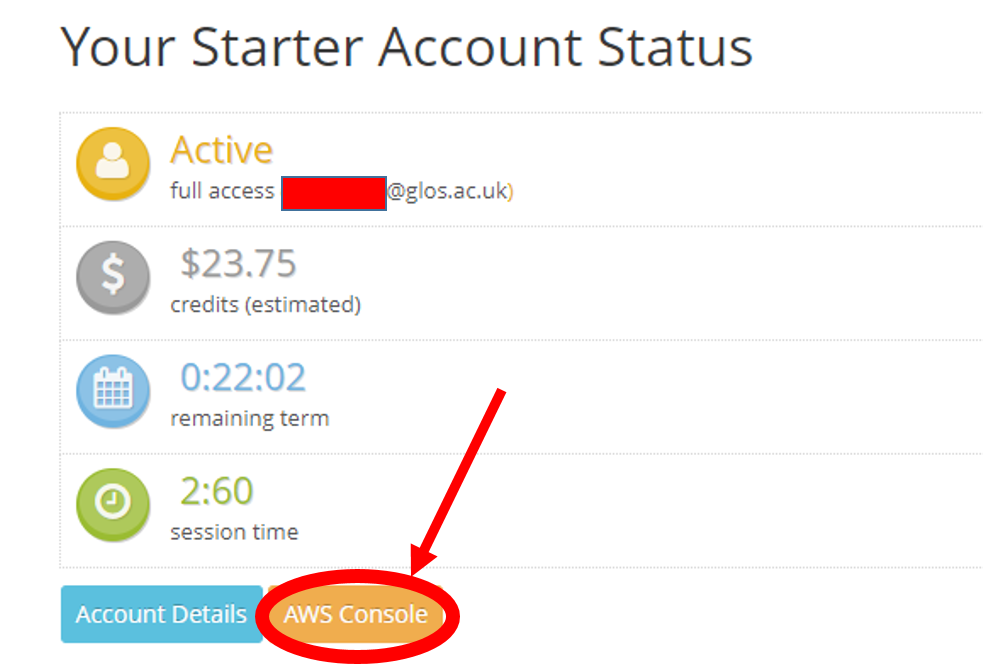 Your Starter Account Status
Active
full access @glos.ac.uk)
$23.75
credits (estimated)
0:22:02
remaining term
2:60
session time
Account Details AWS Console